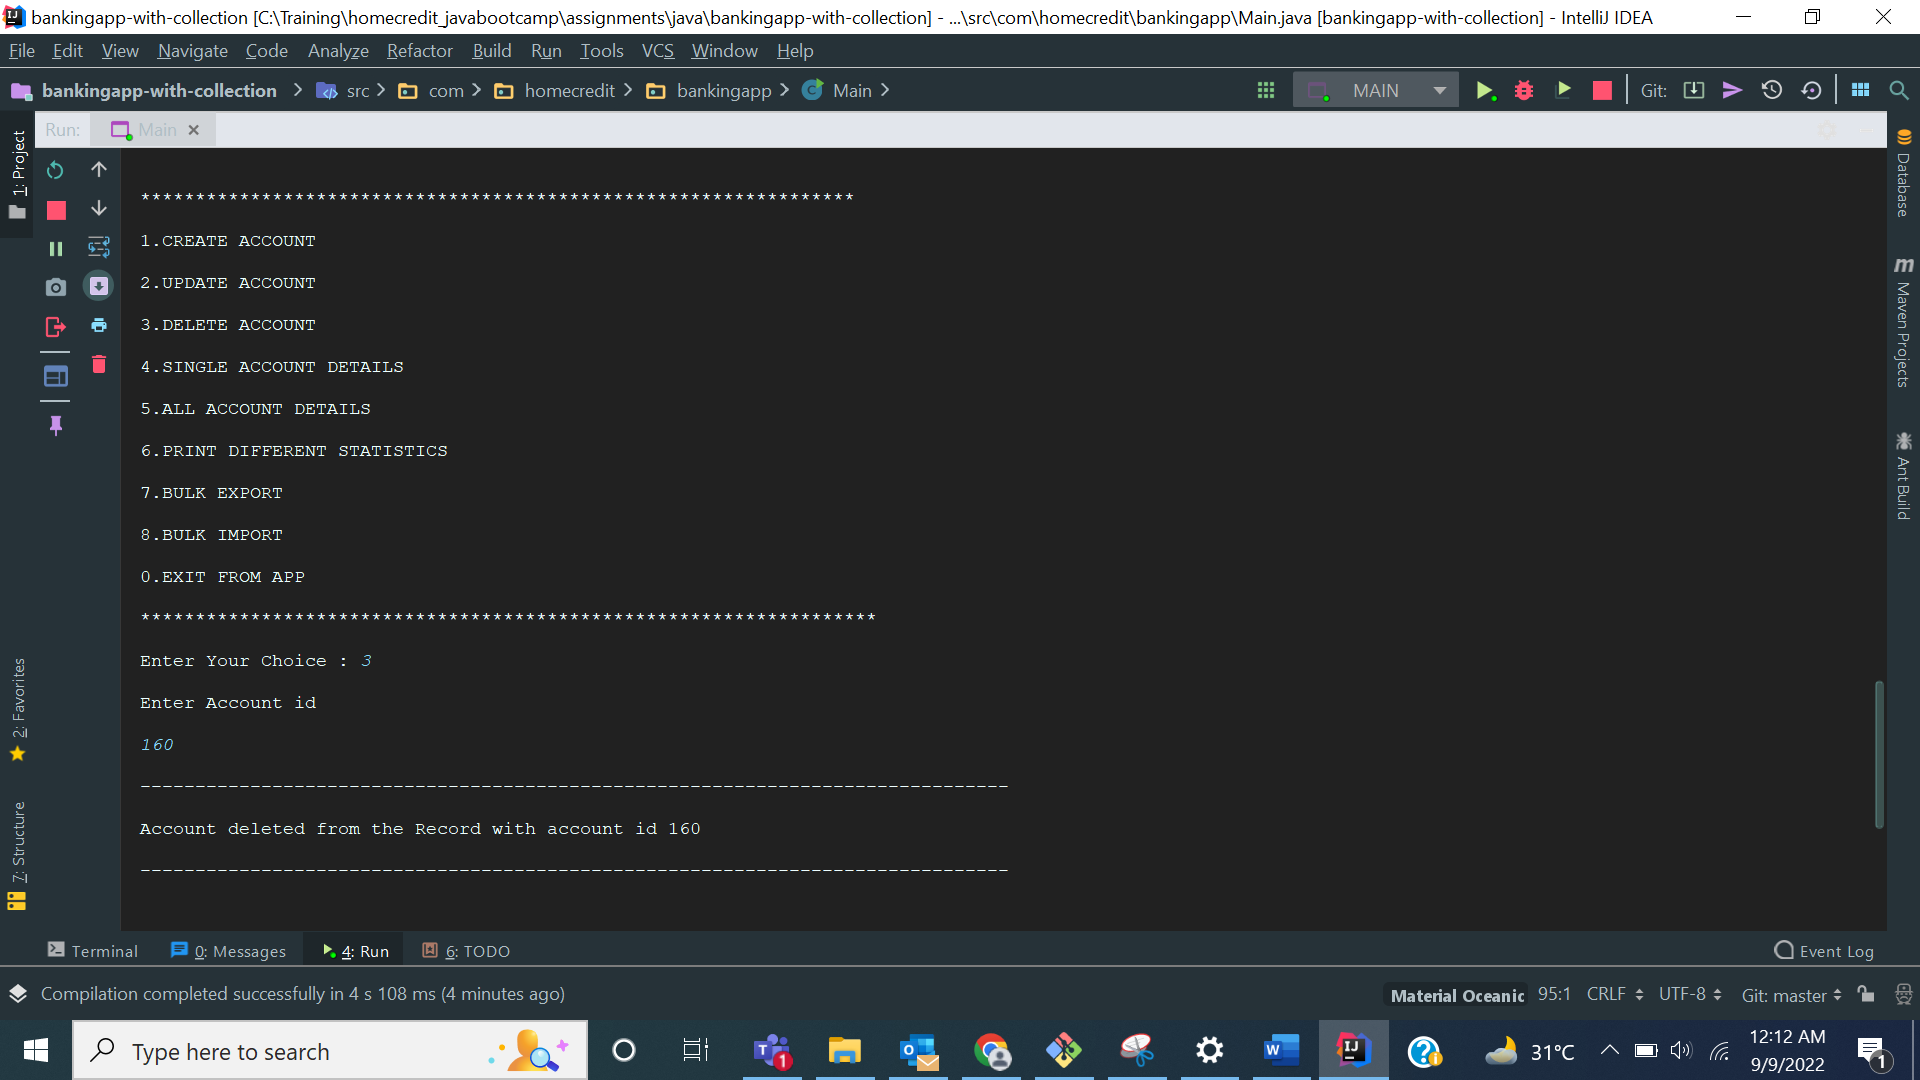 bankingapp-with-collection [C:\Training\homecredit_javabootcamp\assignments\java\bankingapp-with-collection] - ...\src\com\homecredit\bankingapp\Main.java [bankingapp-with-collection] - IntelliJ IDEA
File Edit View Navigate Code Analyze Refactor Build Run Tools VCS Window Help
bankingapp-with-collection src com homecredit bankingapp Main MAIN Git:
Run: Main
1: Project
2: Favorites
7: Structure
********************************************************************
1.CREATE ACCOUNT
2.UPDATE ACCOUNT
3.DELETE ACCOUNT
4.SINGLE ACCOUNT DETAILS
5.ALL ACCOUNT DETAILS
6.PRINT DIFFERENT STATISTICS
7.BULK EXPORT
8.BULK IMPORT
0.EXIT FROM APP
**********************************************************************
Enter Your Choice : 3
Enter Account id
160
-------------------------------------------------------------------------------
Account deleted from the Record with account id 160
-------------------------------------------------------------------------------
Database
m Maven Projects
Ant Build
Terminal 0: Messages 4: Run 6: TODO Event Log
Compilation completed successfully in 4 s 108 ms (4 minutes ago) Material Oceanic 95:1 CRLF UTF-8 Git: master
Type here to search 31°C 12:12 AM
9/9/2022